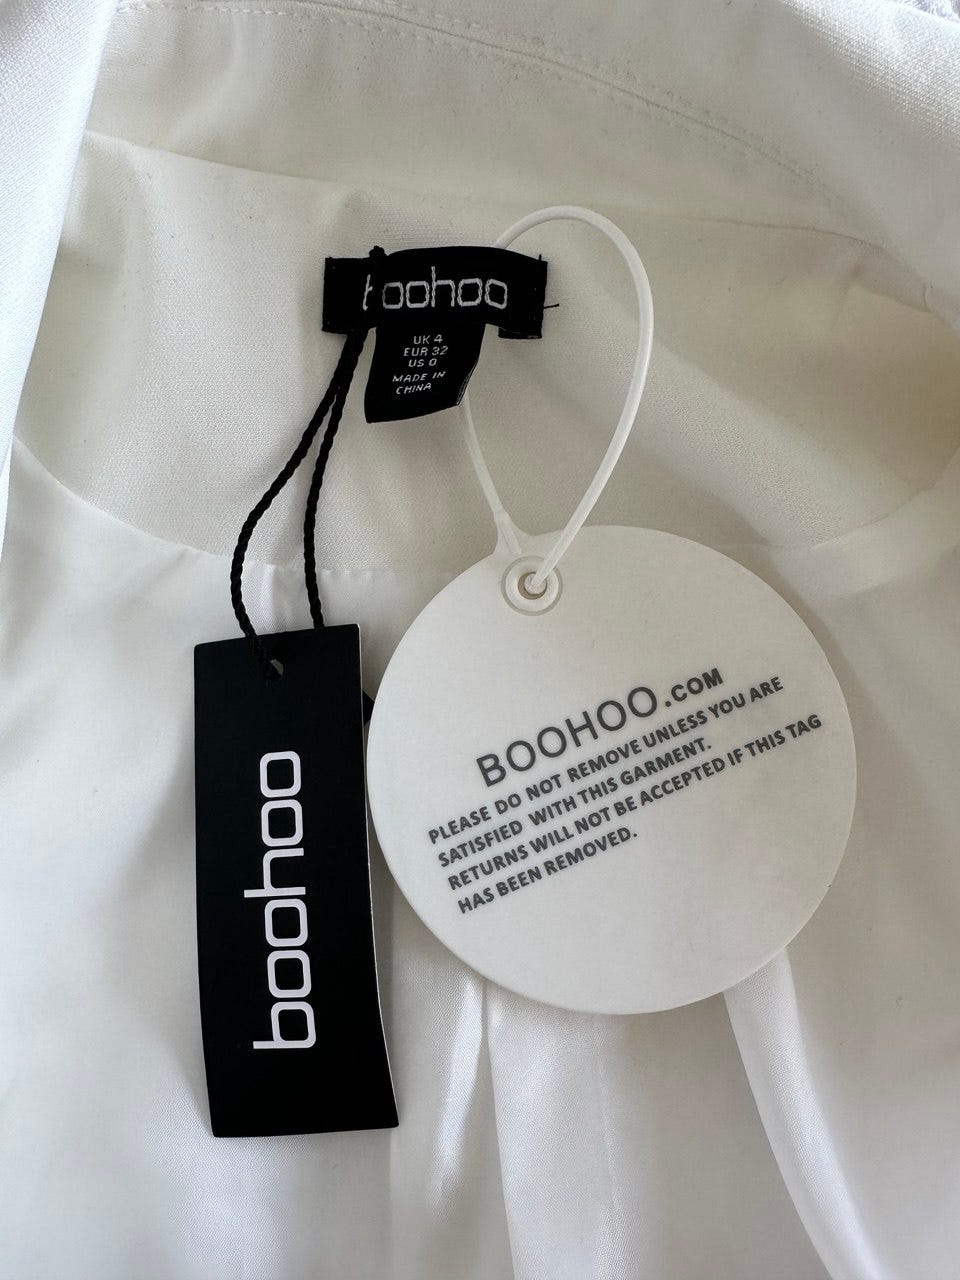 boohoo
UK 4
EUR 32
US 0
MADE IN
CHINA
boohoo
BOOHOO.COM
PLEASE DO NOT REMOVE UNLESS YOU ARE
SATISFIED WITH THIS GARMENT.
RETURNS WILL NOT BE ACCEPTED IF THIS TAG
HAS BEEN REMOVED.